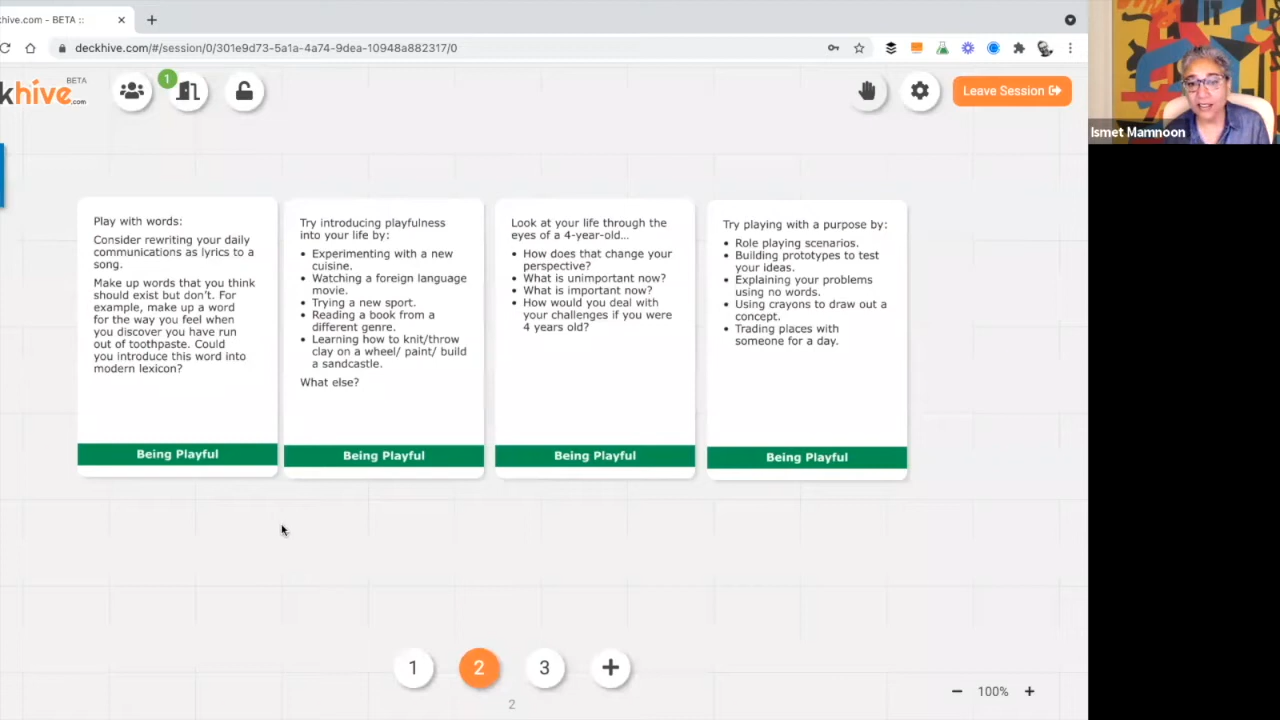 hive.com - BETA ::
deckhive.com/#/session/0/301e9d73-5a1a-4a74-9dea-10948a882317/0
khive.com
BETA
1
Leave Session
Ismet Mamnoon
Play with words:
Consider rewriting your daily
communications as lyrics to a
song.
Make up words that you think
should exist but don't. For
example, make up a word
for the way you feel when
you discover you have run
out of toothpaste. Could
you introduce this word into
modern lexicon?
Being Playful
Try introducing playfulness
into your life by:
• Experimenting with a new
cuisine.
• Watching a foreign language
movie.
• Trying a new sport.
• Reading a book from a
different genre.
• Learning how to knit/throw
clay on a wheel/ paint/ build
a sandcastle.
What else?
Being Playful
Look at your life through the
eyes of a 4-year-old...
• How does that change your
perspective?
• What is unimportant now?
• What is important now?
• How would you deal with
your challenges if you were
4 years old?
Being Playful
Try playing with a purpose by:
• Role playing scenarios.
• Building prototypes to test
your ideas.
• Explaining your problems
using no words.
• Using crayons to draw out a
concept.
• Trading places with
someone for a day.
Being Playful
1
2
3
+
2
− 100% +